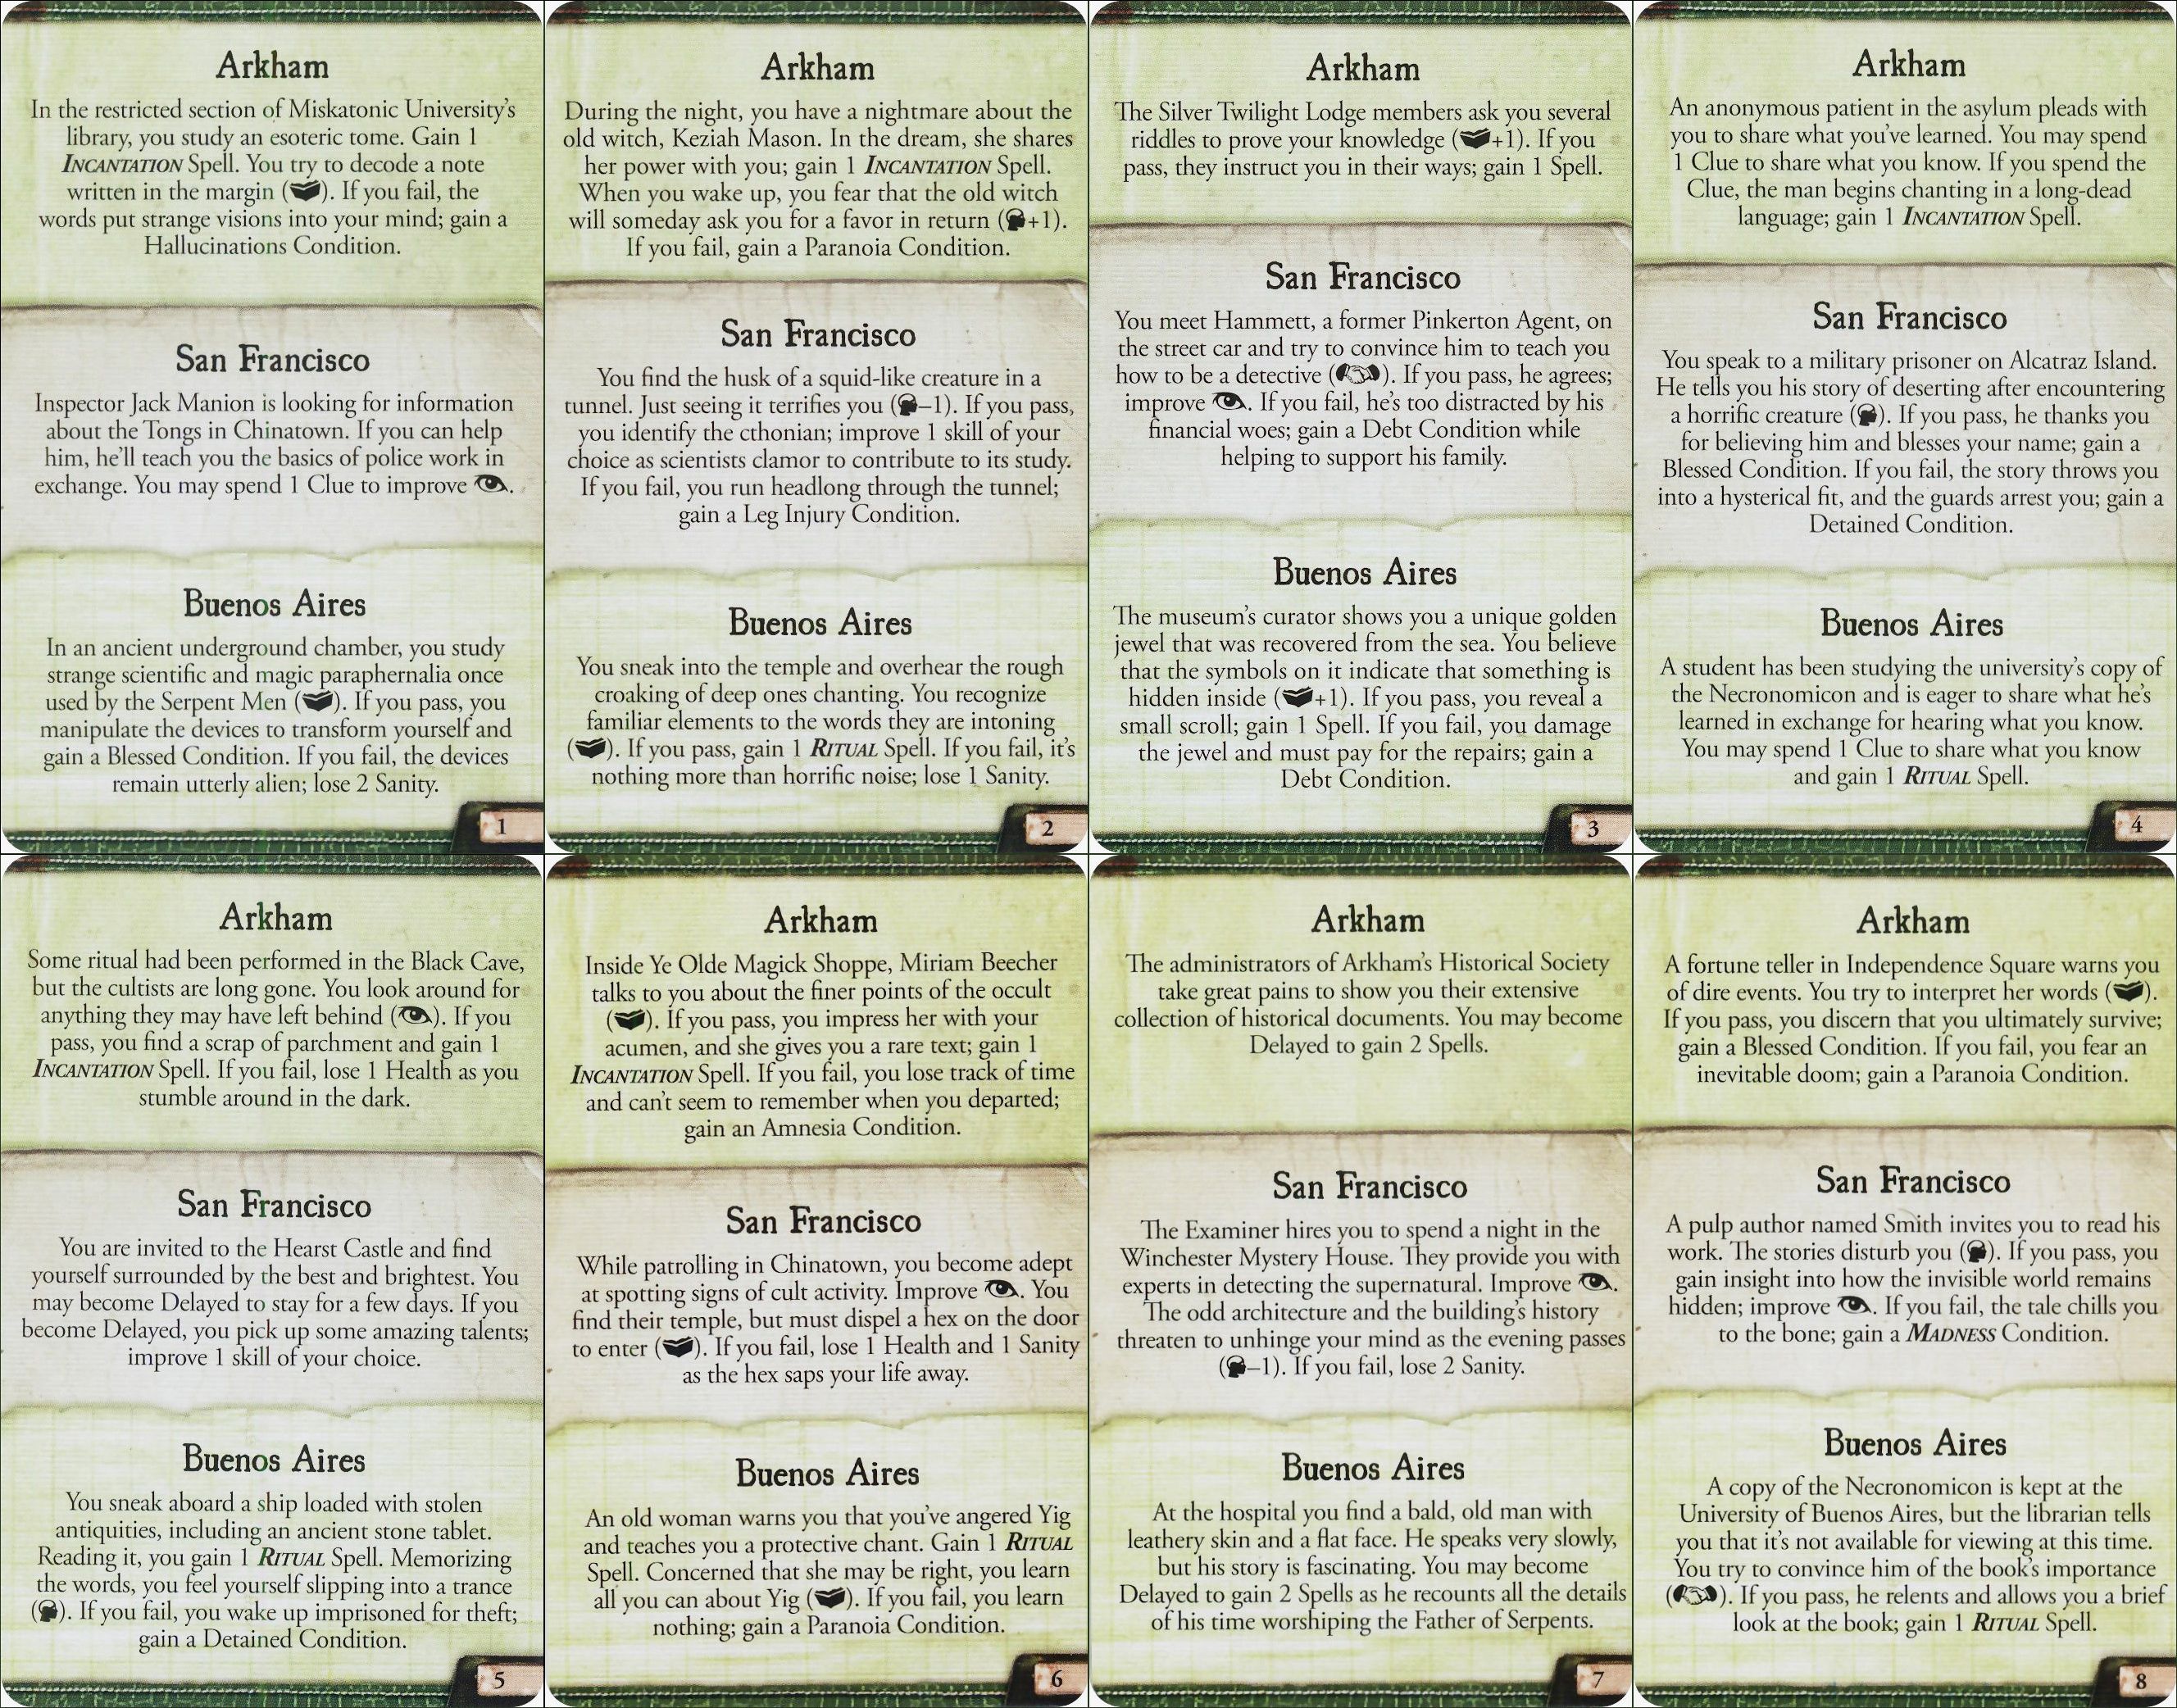 Arkham
In the restricted section of Miskatonic University's
library, you study an esoteric tome. Gain 1
INCANTATION Spell. You try to decode a note
written in the margin (). If you fail, the
words put strange visions into your mind; gain a
Hallucinations Condition.
San Francisco
Inspector Jack Manion is looking for information
about the Tongs in Chinatown. If you can help
him, he'll teach you the basics of police work in
exchange. You may spend 1 Clue to improve .
Buenos Aires
In an ancient underground chamber, you study
strange scientific and magic paraphernalia once
used by the Serpent Men (). If you pass, you
manipulate the devices to transform yourself and
gain a Blessed Condition. If you fail, the devices
remain utterly alien; lose 2 Sanity.
1
Arkham
During the night, you have a nightmare about the
old witch, Keziah Mason. In the dream, she shares
her power with you; gain 1 INCANTATION Spell.
When you wake up, you fear that the old witch
will someday ask you for a favor in return (+1).
If you fail, gain a Paranoia Condition.
San Francisco
You find the husk of a squid-like creature in a
tunnel. Just seeing it terrifies you (–1). If you pass,
you identify the cthonian; improve 1 skill of your
choice as scientists clamor to contribute to its study.
If you fail, you run headlong through the tunnel;
gain a Leg Injury Condition.
Buenos Aires
You sneak into the temple and overhear the rough
croaking of deep ones chanting. You recognize
familiar elements to the words they are intoning
(). If you pass, gain 1 RITUAL Spell. If you fail, it's
nothing more than horrific noise; lose 1 Sanity.
2
Arkham
The Silver Twilight Lodge members ask you several
riddles to prove your knowledge (+1). If you
pass, they instruct you in their ways; gain 1 Spell.
San Francisco
You meet Hammett, a former Pinkerton Agent, on
the street car and try to convince him to teach you
how to be a detective (). If you pass, he agrees;
improve . If you fail, he's too distracted by his
financial woes; gain a Debt Condition while
helping to support his family.
Buenos Aires
The museum's curator shows you a unique golden
jewel that was recovered from the sea. You believe
that the symbols on it indicate that something is
hidden inside (+1). If you pass, you reveal a
small scroll; gain 1 Spell. If you fail, you damage
the jewel and must pay for the repairs; gain a
Debt Condition.
3
Arkham
An anonymous patient in the asylum pleads with
you to share what you've learned. You may spend
1 Clue to share what you know. If you spend the
Clue, the man begins chanting in a long-dead
language; gain 1 INCANTATION Spell.
San Francisco
You speak to a military prisoner on Alcatraz Island.
He tells you his story of deserting after encountering
a horrific creature (). If you pass, he thanks you
for believing him and blesses your name; gain a
Blessed Condition. If you fail, the story throws you
into a hysterical fit, and the guards arrest you; gain a
Detained Condition.
Buenos Aires
A student has been studying the university's copy of
the Necronomicon and is eager to share what he's
learned in exchange for hearing what you know.
You may spend 1 Clue to share what you know
and gain 1 RITUAL Spell.
4
Arkham
Some ritual had been performed in the Black Cave,
but the cultists are long gone. You look around for
anything they may have left behind (). If you
pass, you find a scrap of parchment and gain 1
INCANTATION Spell. If you fail, lose 1 Health as you
stumble around in the dark.
San Francisco
You are invited to the Hearst Castle and find
yourself surrounded by the best and brightest. You
may become Delayed to stay for a few days. If you
become Delayed, you pick up some amazing talents;
improve 1 skill of your choice.
Buenos Aires
You sneak aboard a ship loaded with stolen
antiquities, including an ancient stone tablet.
Reading it, you gain 1 RITUAL Spell. Memorizing
the words, you feel yourself slipping into a trance
(). If you fail, you wake up imprisoned for theft;
gain a Detained Condition.
5
Arkham
Inside Ye Olde Magick Shoppe, Miriam Beecher
talks to you about the finer points of the occult
(). If you pass, you impress her with your
acumen, and she gives you a rare text; gain 1
INCANTATION Spell. If you fail, you lose track of time
and can't seem to remember when you departed;
gain an Amnesia Condition.
San Francisco
While patrolling in Chinatown, you become adept
at spotting signs of cult activity. Improve . You
find their temple, but must dispel a hex on the door
to enter (). If you fail, lose 1 Health and 1 Sanity
as the hex saps your life away.
Buenos Aires
An old woman warns you that you've angered Yig
and teaches you a protective chant. Gain 1 RITUAL
Spell. Concerned that she may be right, you learn
all you can about Yig (). If you fail, you learn
nothing; gain a Paranoia Condition.
6
Arkham
The administrators of Arkham's Historical Society
take great pains to show you their extensive
collection of historical documents. You may become
Delayed to gain 2 Spells.
San Francisco
The Examiner hires you to spend a night in the
Winchester Mystery House. They provide you with
experts in detecting the supernatural. Improve .
The odd architecture and the building's history
threaten to unhinge your mind as the evening passes
(–1). If you fail, lose 2 Sanity.
Buenos Aires
At the hospital you find a bald, old man with
leathery skin and a flat face. He speaks very slowly,
but his story is fascinating. You may become
Delayed to gain 2 Spells as he recounts all the details
of his time worshiping the Father of Serpents.
7
Arkham
A fortune teller in Independence Square warns you
of dire events. You try to interpret her words ().
If you pass, you discern that you ultimately survive;
gain a Blessed Condition. If you fail, you fear an
inevitable doom; gain a Paranoia Condition.
San Francisco
A pulp author named Smith invites you to read his
work. The stories disturb you (). If you pass, you
gain insight into how the invisible world remains
hidden; improve . If you fail, the tale chills you
to the bone; gain a MADNESS Condition.
Buenos Aires
A copy of the Necronomicon is kept at the
University of Buenos Aires, but the librarian tells
you that it's not available for viewing at this time.
You try to convince him of the book's importance
(). If you pass, he relents and allows you a brief
look at the book; gain 1 RITUAL Spell.
8